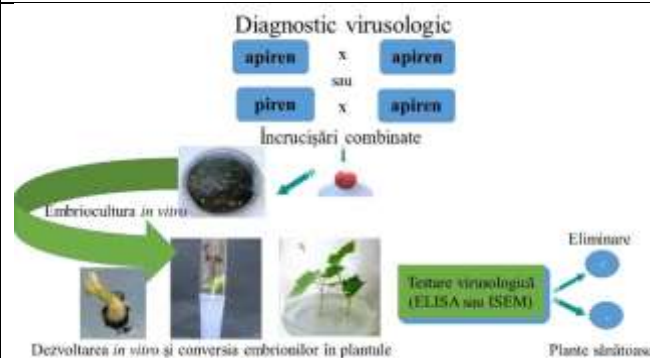 Diagnostic virusologic
apiren x apiren
sau
piren x apiren
Încrucișări combinate
Embriocultura in vitro
Eliminare
Testare virusologică
(ELISA sau ISEM)
Dezvoltarea in vitro și conversia embrionilor în plantule
Plante sănătoase